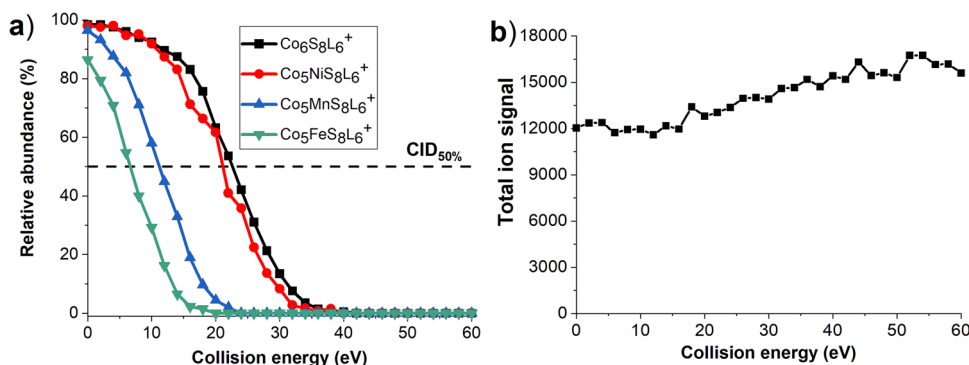 a)
100
80
60
40
20
0
Relative abundance (%)
Co₆S₈L₆⁺
Co₅NiS₈L₆⁺
Co₅MnS₈L₆⁺
Co₅FeS₈L₆⁺
CID₅₀%
0 10 20 30 40 50 60
Collision energy (eV)
b)
18000
15000
12000
9000
6000
3000
0
Total ion signal
0 10 20 30 40 50 60
Collision energy (eV)